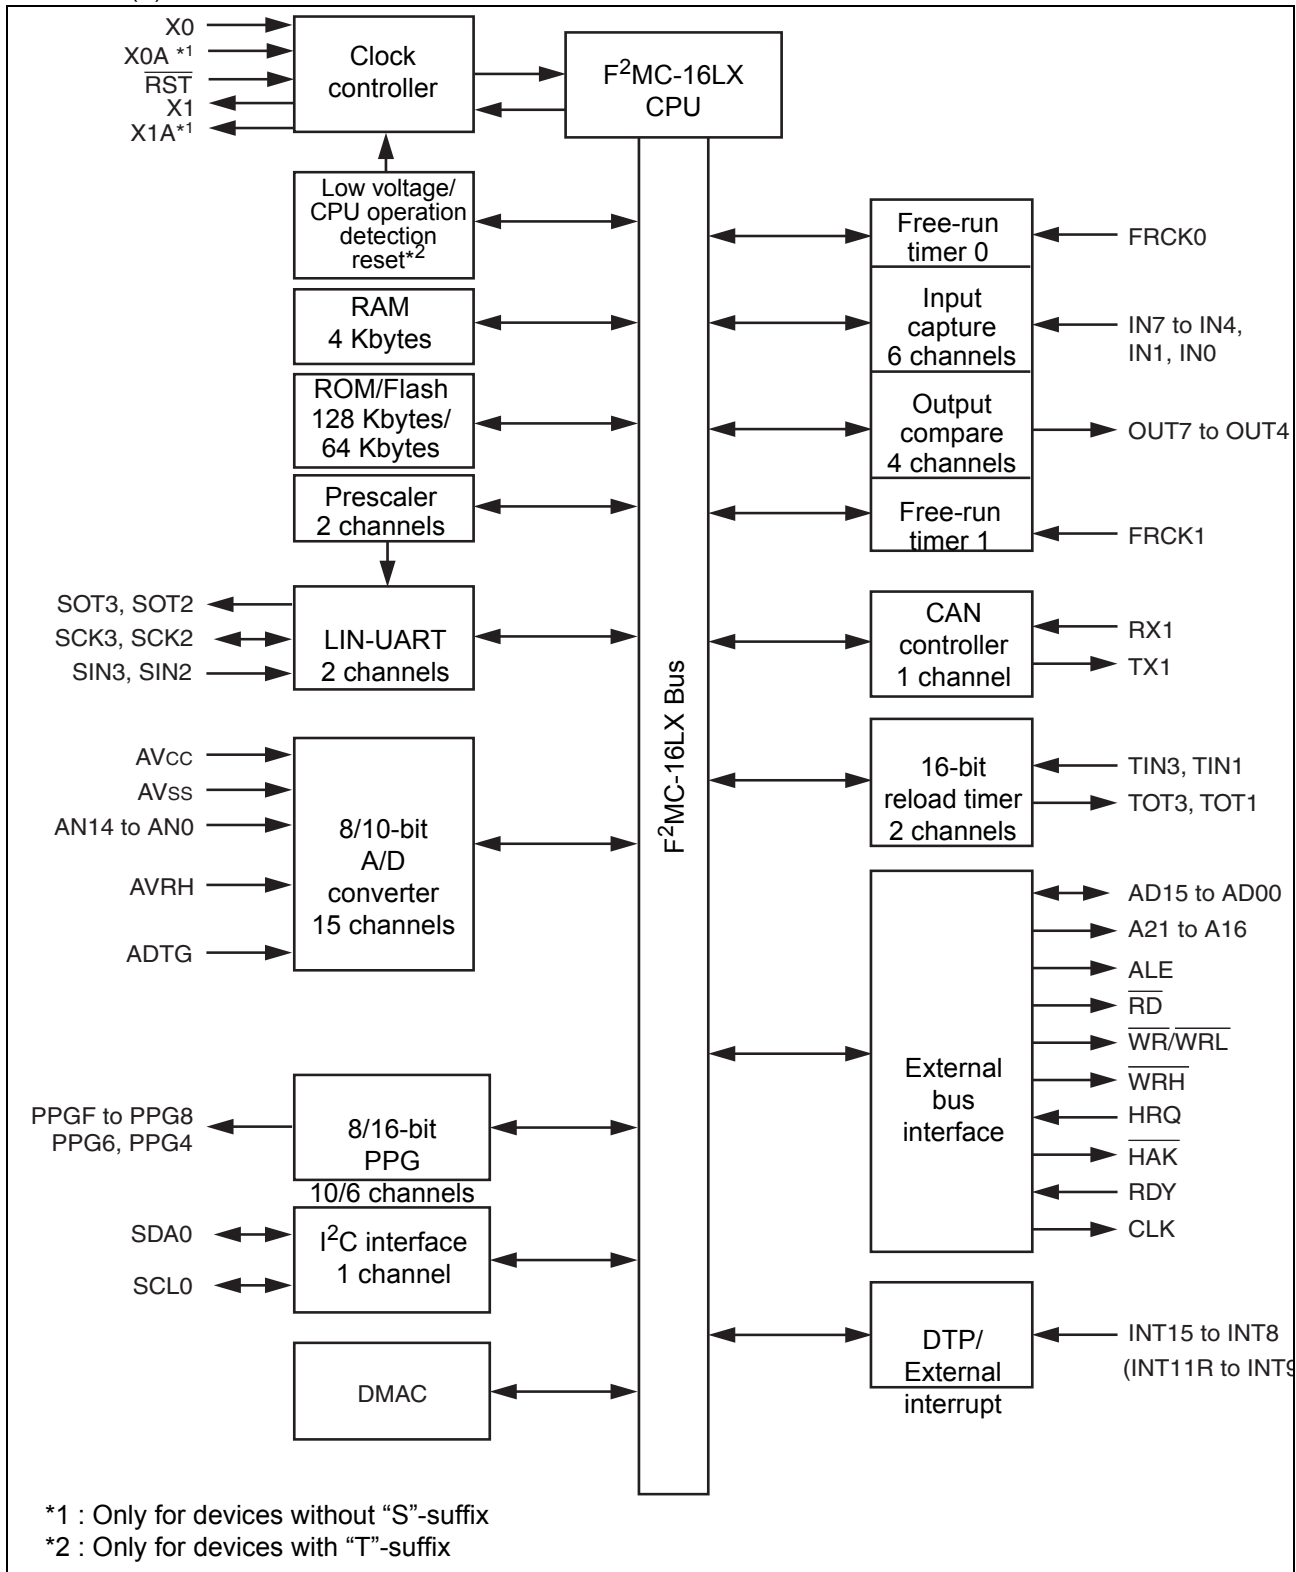 X0
X0A *1
RST
X1
X1A*1
Clock
controller
F2MC-16LX
CPU
Low voltage/
CPU operation
detection
reset*2
RAM
4 Kbytes
ROM/Flash
128 Kbytes/
64 Kbytes
Prescaler
2 channels
SOT3, SOT2
SCK3, SCK2
SIN3, SIN2
LIN-UART
2 channels
AVCC
AVSS
AN14 to AN0
AVRH
ADTG
8/10-bit
A/D
converter
15 channels
PPGF to PPG8
PPG6, PPG4
8/16-bit
PPG
10/6 channels
SDA0
SCL0
I2C interface
1 channel
DMAC
F2MC-16LX Bus
Free-run
timer 0
FRCK0
Input
capture
6 channels
IN7 to IN4,
IN1, IN0
Output
compare
4 channels
OUT7 to OUT4
Free-run
timer 1
FRCK1
CAN
controller
1 channel
RX1
TX1
16-bit
reload timer
2 channels
TIN3, TIN1
TOT3, TOT1
External
bus
interface
AD15 to AD00
A21 to A16
ALE
RD
WR/WRL
WRH
HRQ
HAK
RDY
CLK
DTP/
External
interrupt
INT15 to INT8
(INT11R to INT9
*1 : Only for devices without “S”-suffix
*2 : Only for devices with “T”-suffix